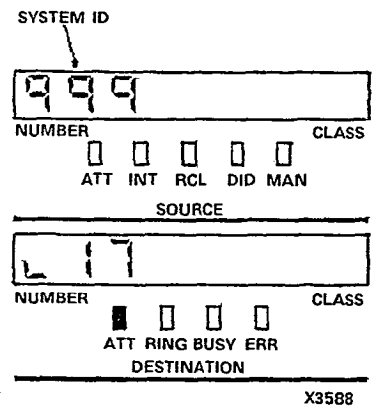 SYSTEM ID
999
NUMBER CLASS
ATT INT RCL DID MAN
SOURCE
L 17
NUMBER CLASS
ATT RING BUSY ERR
DESTINATION
X3588